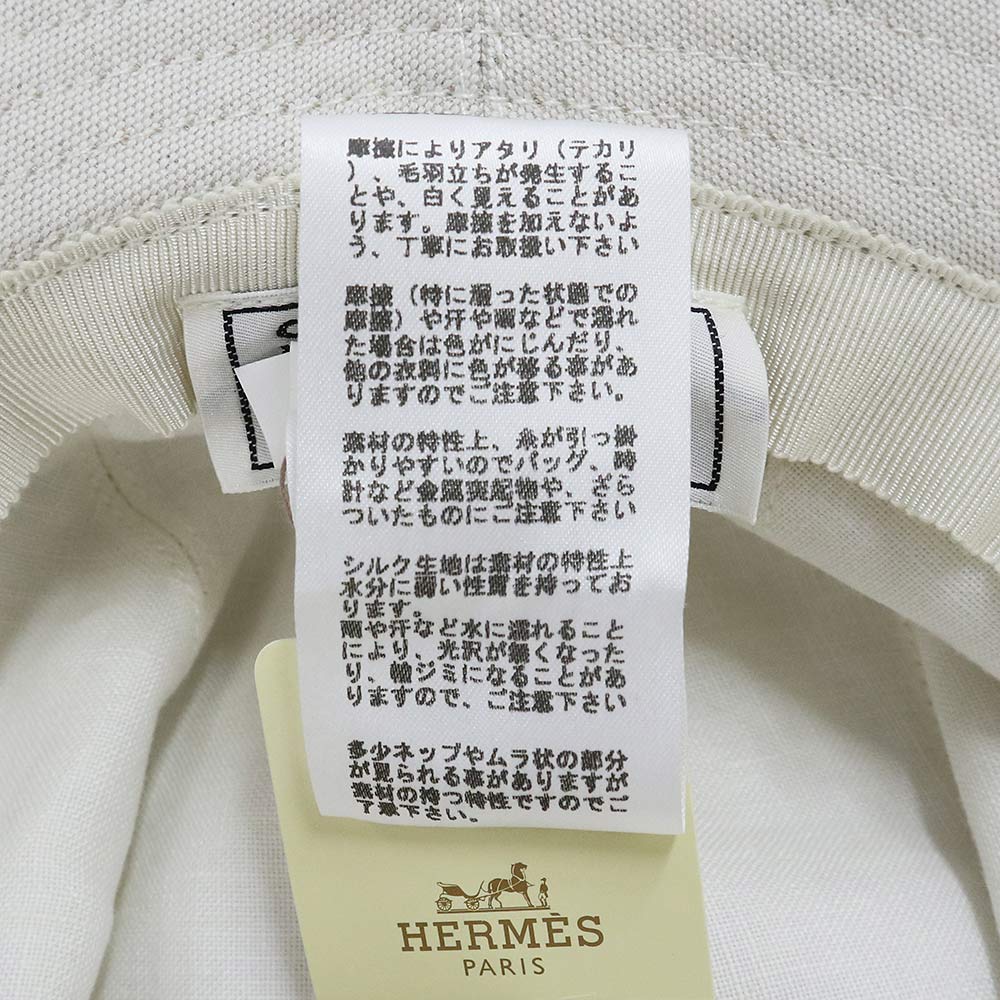 摩擦によりアタリ（テカリ
）、毛羽立ちが発生するこ
とや、白く見えることがあ
ります。摩擦を加えないよ
う、丁寧にお取扱い下さい
摩擦（特に湿った状態での
摩擦）や汗や雨などで濡れ
た場合は色がにじんだり、
他の衣料に色が移る事があ
りますのでご注意下さい。
素材の特性上、糸が引っ掛
かりやすいのでバッグ、時
計など金属突起物や、ざら
ついたものにご注意下さい
シルク生地は素材の特性上
水分に弱い性質を持ってお
ります。
雨や汗など水に濡れること
により、光沢が無くなった
り、輪ジミになることがあ
りますので、ご注意下さい
多少ネップやムラ状の部分
が見られる事がありますが
素材の持つ特性ですのでご
了承下さい。
HERMÈS
PARIS